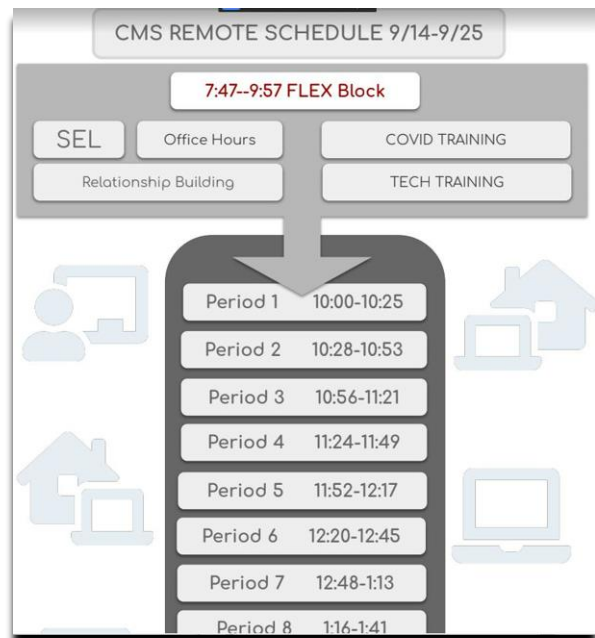 CMS REMOTE SCHEDULE 9/14-9/25
7:47--9:57 FLEX Block
SEL
Office Hours
COVID TRAINING
Relationship Building
TECH TRAINING
Period 1 10:00-10:25
Period 2 10:28-10:53
Period 3 10:56-11:21
Period 4 11:24-11:49
Period 5 11:52-12:17
Period 6 12:20-12:45
Period 7 12:48-1:13
Period 8 1:16-1:41